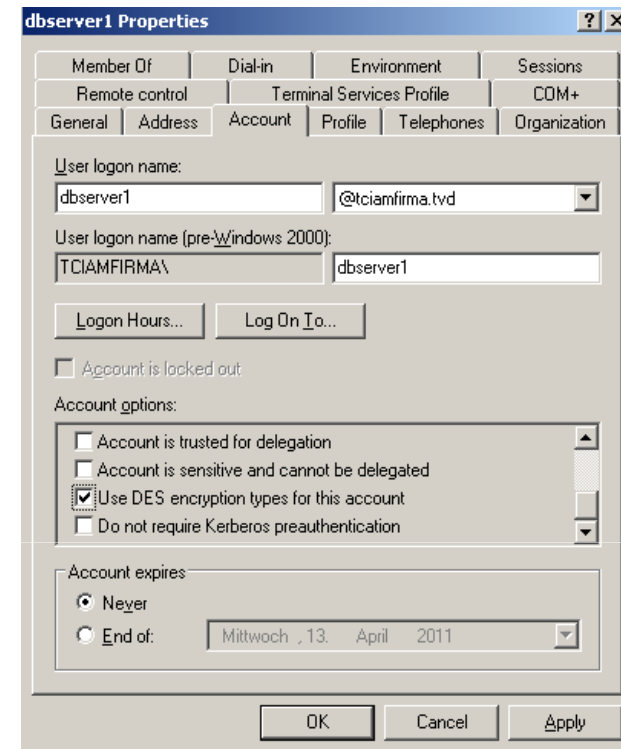 dbserver1 Properties
? X
Member Of Dial-in Environment Sessions
Remote control Terminal Services Profile COM+
General Address Account Profile Telephones Organization
User logon name:
dbserver1 @tciamfirma.tvd
User logon name (pre-Windows 2000):
TCIAMFIRMA\ dbserver1
Logon Hours... Log On To...
Account is locked out
Account options:
Account is trusted for delegation
Account is sensitive and cannot be delegated
Use DES encryption types for this account
Do not require Kerberos preauthentication
Account expires
Never
End of: Mittwoch , 13. April 2011
OK Cancel Apply